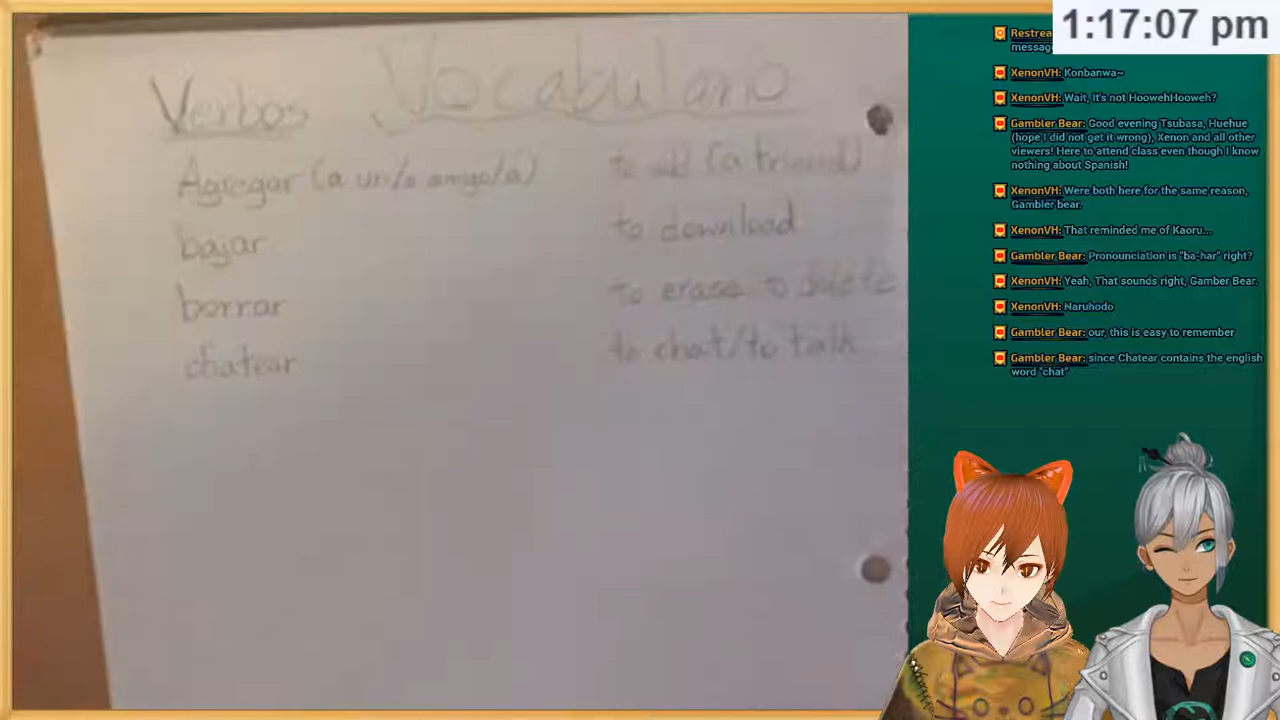 1:17:07 pm
Verbos Vocabulario
Agregar (a un/a amigo/a) to add (a friend)
bajar to download
borrar to erase to delete
chatear to chat/to talk
Restrea
messag
XenonVH: Konbanwa~
XenonVH: Wait, It's not HoowehHooweh?
Gambler Bear: Good evening Tsubasa, Huehue
(hope I did not get it wrong), Xenon and all other
viewers! Here to attend class even though I know
nothing about Spanish!
XenonVH: Were both here for the same reason,
Gambler bear.
XenonVH: That reminded me of Kaoru...
Gambler Bear: Pronounciation is "ba-har" right?
XenonVH: Yeah, That sounds right, Gamber Bear.
XenonVH: Naruhodo
Gambler Bear: our, this is easy to remember
Gambler Bear: since Chatear contains the english
word "chat"